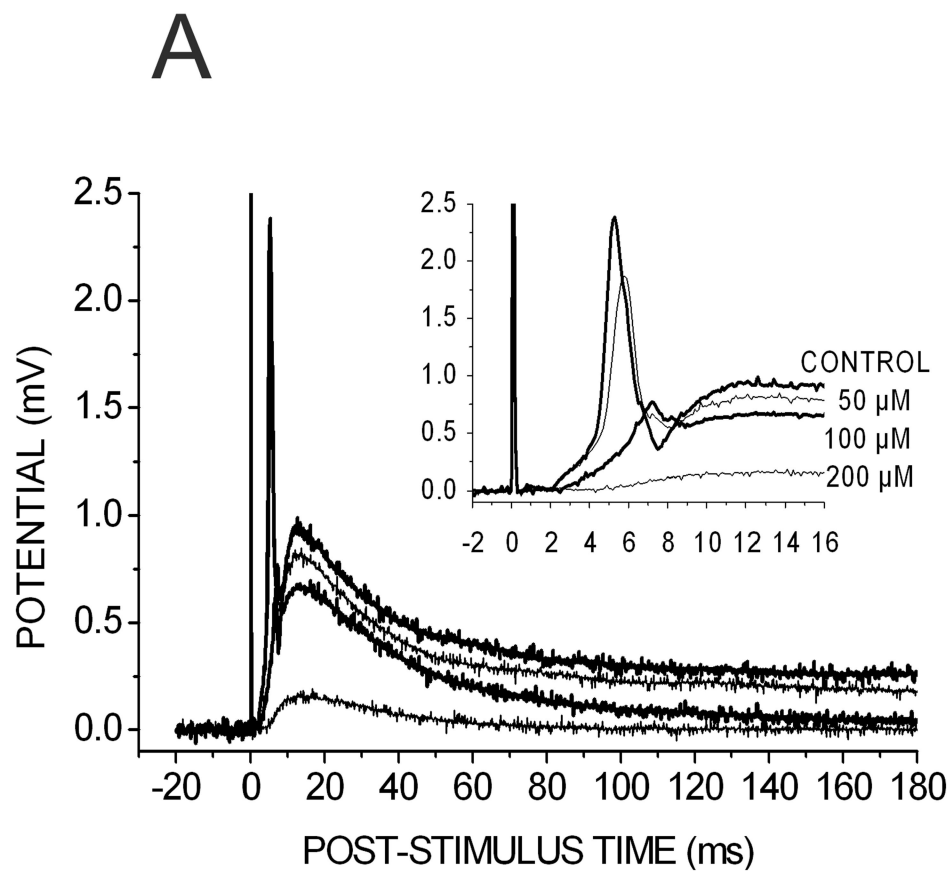 A
2.5
2.0
1.5
1.0
0.5
0.0
POTENTIAL (mV)
-20 0 20 40 60 80 100 120 140 160 180
POST-STIMULUS TIME (ms)
2.5
2.0
1.5
1.0
0.5
0.0
-2 0 2 4 6 8 10 12 14 16
CONTROL
50 µM
100 µM
200 µM